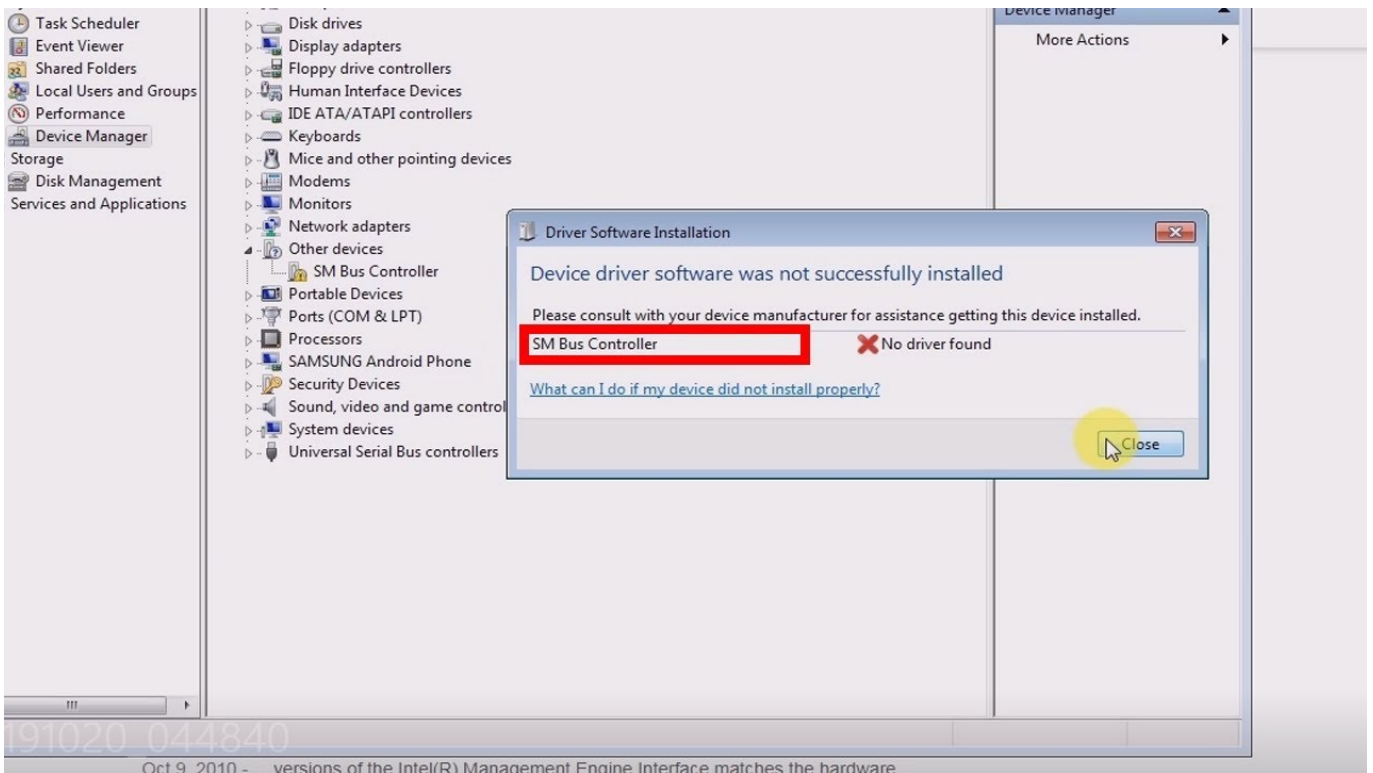 Task Scheduler
Event Viewer
Shared Folders
Local Users and Groups
Performance
Device Manager
Storage
Disk Management
Services and Applications
Disk drives
Display adapters
Floppy drive controllers
Human Interface Devices
IDE ATA/ATAPI controllers
Keyboards
Mice and other pointing devices
Modems
Monitors
Network adapters
Other devices
SM Bus Controller
Portable Devices
Ports (COM & LPT)
Processors
SAMSUNG Android Phone
Security Devices
Sound, video and game control
System devices
Universal Serial Bus controllers
Device Manager
More Actions
Driver Software Installation
Device driver software was not successfully installed
Please consult with your device manufacturer for assistance getting this device installed.
SM Bus Controller No driver found
What can I do if my device did not install properly?
Close
191020_044840
Oct 9, 2010 - versions of the Intel(R) Management Engine Interface matches the hardware